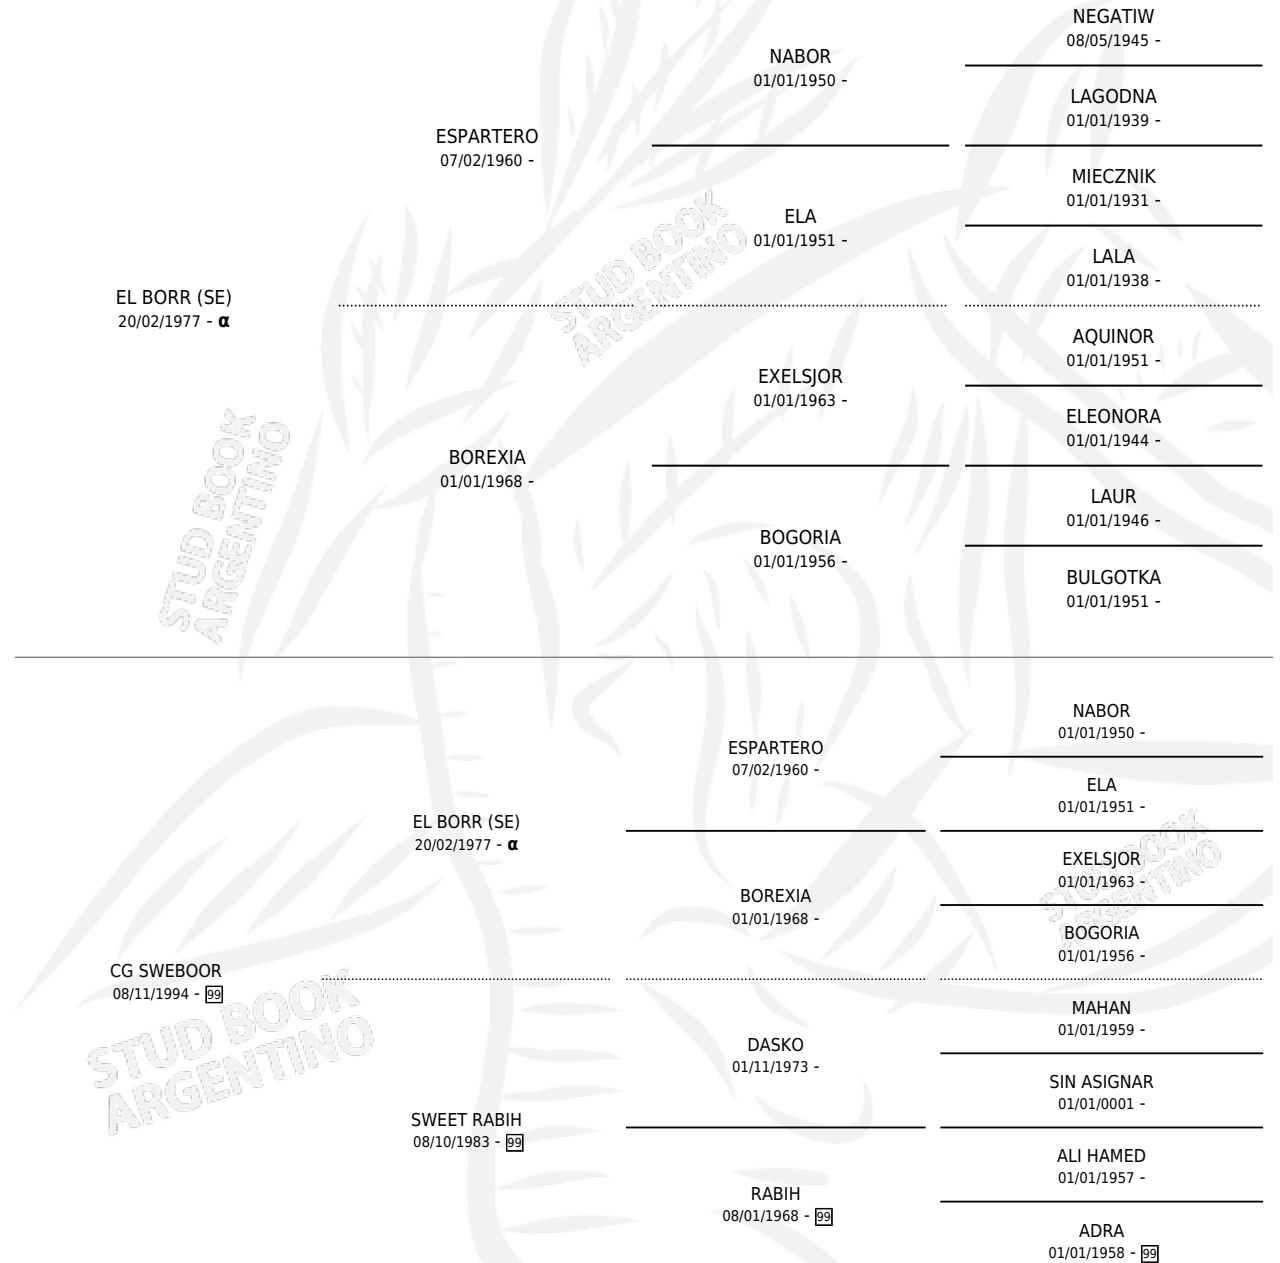 NEGATIW
08/05/1945 -
NABOR
01/01/1950 -
LAGODNA
01/01/1939 -
ESPARTERO
07/02/1960 -
MIECZNIK
01/01/1931 -
ELA
01/01/1951 -
LALA
01/01/1938 -
EL BORR (SE)
20/02/1977 - α
AQUINOR
01/01/1951 -
EXELSJOR
01/01/1963 -
ELEONORA
01/01/1944 -
BOREXIA
01/01/1968 -
LAUR
01/01/1946 -
BOGORIA
01/01/1956 -
BULGOTKA
01/01/1951 -
STUD BOOK
ARGENTINO
STUD BOOK
ARGENTINO
NABOR
01/01/1950 -
ESPARTERO
07/02/1960 -
ELA
01/01/1951 -
EL BORR (SE)
20/02/1977 - α
EXELSJOR
01/01/1963 -
BOREXIA
01/01/1968 -
BOGORIA
01/01/1956 -
CG SWEBOOR
08/11/1994 - 99
MAHAN
01/01/1959 -
DASKO
01/11/1973 -
SIN ASIGNAR
01/01/0001 -
SWEET RABIH
08/10/1983 - 99
ALI HAMED
01/01/1957 -
RABIH
08/01/1968 - 99
ADRA
01/01/1958 - 99
STUD BOOK
ARGENTINO
STUD BOOK
ARGENTINO